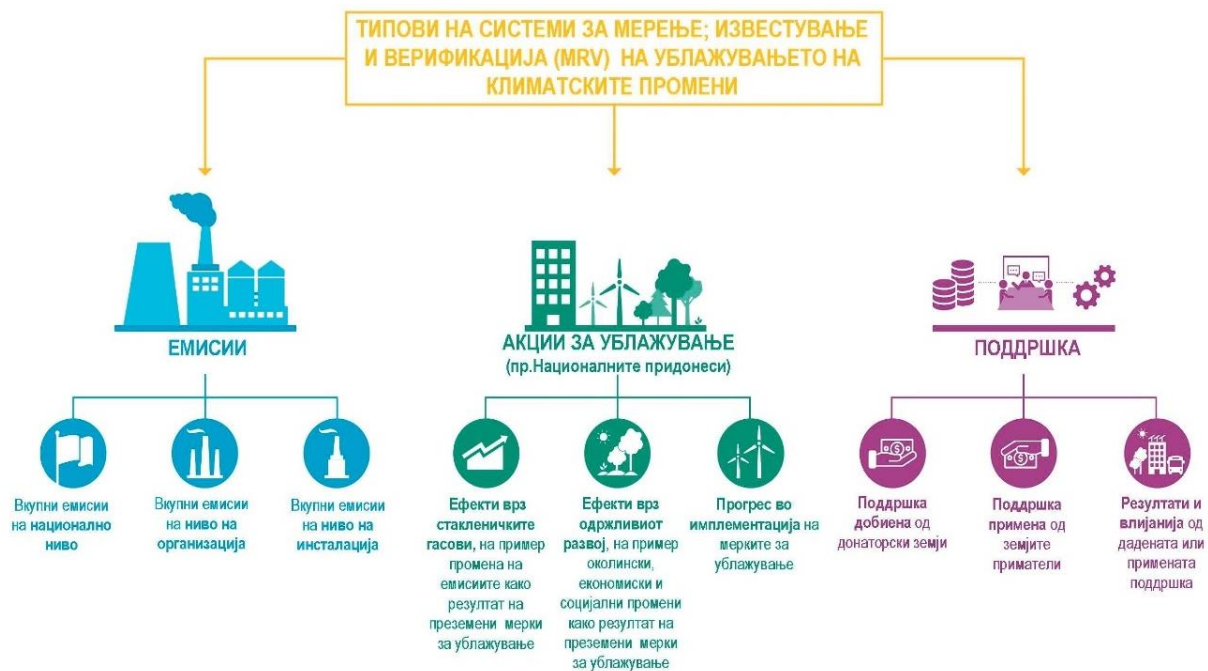 ТИПОВИ НА СИСТЕМИ ЗА МЕРЕЊЕ; ИЗВЕСТУВАЊЕ
И ВЕРИФИКАЦИЈА (MRV) НА УБЛАЖУВАЊЕТО НА
КЛИМАТСКИТЕ ПРОМЕНИ
ЕМИСИИ
Вкупни емисии
на национално
ниво
Вкупни емисии
на ниво на
организација
Вкупни емисии
на ниво на
инсталација
АКЦИИ ЗА УБЛАЖУВАЊЕ
(пр.Националните придонеси)
Ефекти врз
стакленичките
гасови, на пример
промена на
емисиите како
резултат на
преземени мерки
за ублажување
Ефекти врз
одржливиот
развој, на пример
околински,
економиски и
социјални промени
како резултат на
преземени мерки
за ублажување
Прогрес во
имплементација на
мерките за
ублажување
ПОДДРШКА
Поддршка
добиена од
донаторски земји
Поддршка
примена од
земјите
приматели
Резултати и
влијанија од
дадената или
примената
поддршка